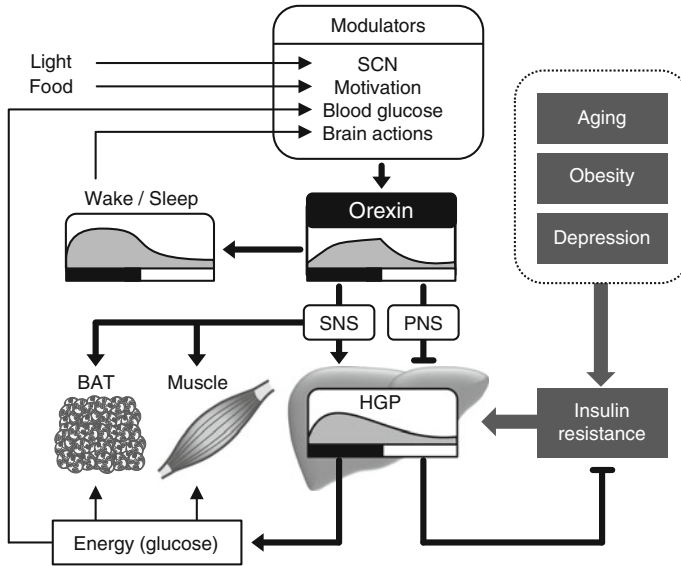 Modulators
Light
Food
SCN
Motivation
Blood glucose
Brain actions
Aging
Obesity
Depression
Wake / Sleep
Orexin
SNS
PNS
BAT
Muscle
HGP
Insulin
resistance
Energy (glucose)